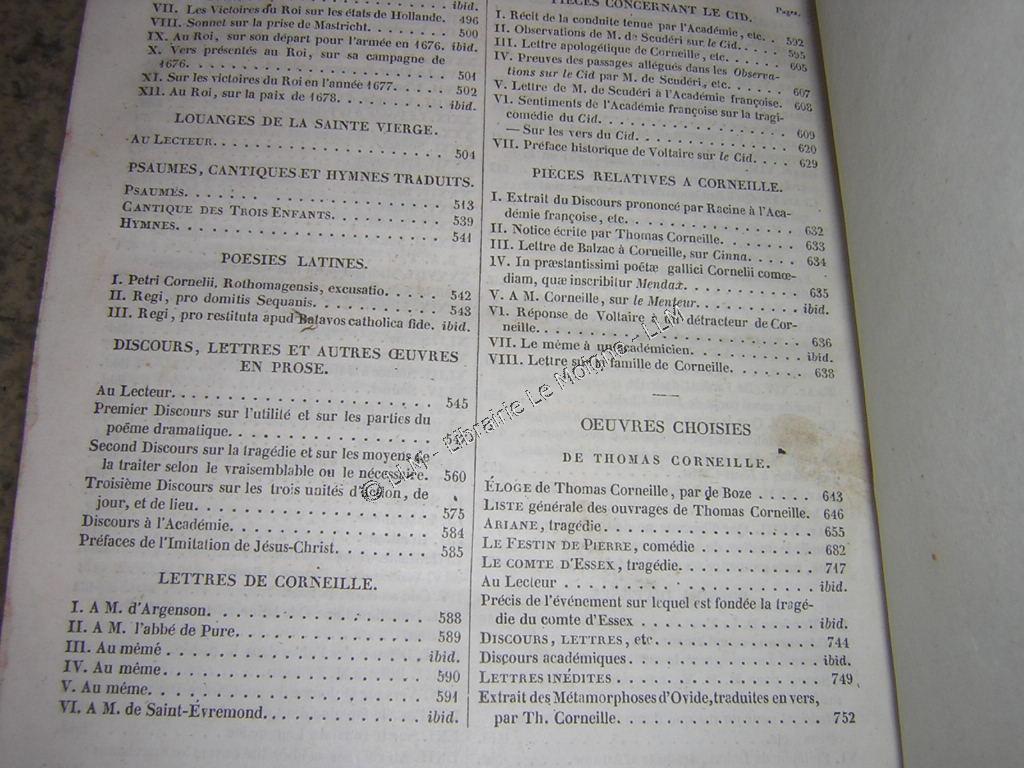 ibid.
VII. Les Victoires du Roi sur les états de Hollande. 496
VIII. Sonnet sur la prise de Mastricht. 500
IX. Au Roi, sur son départ pour l'armée en 1676. ibid.
X. Vers présentés au Roi, sur sa campagne de
1676. 501
XI. Sur les victoires du Roi en l'année 1677. 502
XII. Au Roi, sur la paix de 1678. ibid.
LOUANGES DE LA SAINTE VIERGE.
AU LECTEUR. 504
PSAUMES, CANTIQUES ET HYMNES TRADUITS.
PSAUMES. 513
CANTIQUE DES TROIS ENFANTS. 539
HYMNES. 541
POESIES LATINES.
I. Petri Cornelii, Rothomagensis, excusatio. 542
II. Regi, pro domitis Sequanis. 543
III. Regi, pro restituta apud Batavos catholica fide. ibid.
DISCOURS, LETTRES ET AUTRES ŒUVRES
EN PROSE.
Au Lecteur. 545
Premier Discours sur l'utilité et sur les parties du
poëme dramatique.
Second Discours sur la tragédie et sur les moyens de
la traiter selon le vraisemblable ou le nécessaire. 560
Troisième Discours sur les trois unités d'action, de
jour, et de lieu. 575
Discours à l'Académie. 584
Préfaces de l'Imitation de Jésus-Christ. 585
LETTRES DE CORNEILLE.
I. A M. d'Argenson. 588
II. A M. l'abbé de Pure. 589
III. Au mémé ibid.
IV. Au même. 590
V. Au même. 591
VI. A M. de Saint-Évremond. ibid.
PIÈCES CONCERNANT LE CID.
Pages.
I. Récit de la conduite tenue par l'Académie, etc. 592
II. Observations de M. de Scudéri sur le Cid. 595
III. Lettre apologétique de Corneille, etc. 605
IV. Preuves des passages allégués dans les Observa-
tions sur le Cid par M. de Scudéri, etc. 607
V. Lettre de M. de Scudéri à l'Académie françoise. 608
VI. Sentiments de l'Académie françoise sur la tragi-
comédie du Cid. 609
— Sur les vers du Cid. 620
VII. Préface historique de Voltaire sur le Cid. 629
PIÈCES RELATIVES A CORNEILLE.
I. Extrait du Discours prononcé par Racine à l'Aca-
démie françoise, etc. 632
II. Notice écrite par Thomas Corneille. 633
III. Lettre de Balzac à Corneille, sur Cinna. 634
IV. In præstantissimi poëtæ gallici Cornelii comœ-
diam, quæ inscribitur Mendax. 635
V. A M. Corneille, sur le Menteur. ibid.
VI. Réponse de Voltaire à un détracteur de Cor-
neille. 636
VII. Le même à un académicien. ibid.
VIII. Lettre sur la famille de Corneille. 638
OEUVRES CHOISIES
DE THOMAS CORNEILLE.
ÉLOGE de Thomas Corneille, par de Boze 643
LISTE générale des ouvrages de Thomas Corneille. 646
ARIANE, tragédie. 655
LE FESTIN DE PIERRE, comédie 682
LE COMTE D'ESSEX, tragédie. 717
Au Lecteur ibid.
Précis de l'événement sur lequel est fondée la tragé-
die du comte d'Essex ibid.
DISCOURS, LETTRES, etc 744
Discours académiques. ibid.
LETTRES INÉDITES 749
Extrait des Métamorphoses d'Ovide, traduites en vers,
par Th. Corneille. 752
© LLM - Librairie Le Moigne - LLM